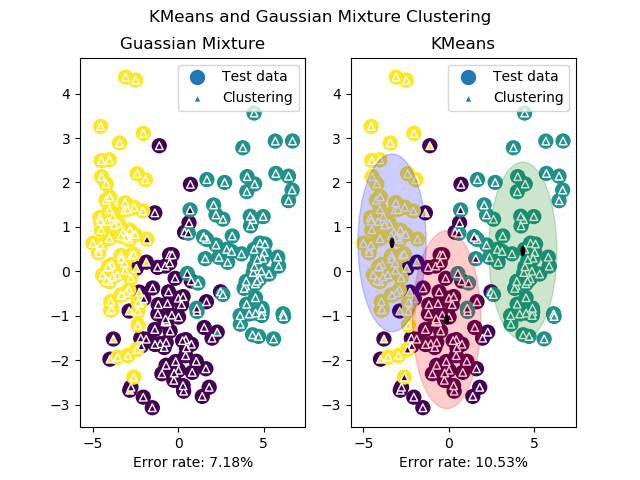 KMeans and Gaussian Mixture Clustering
Guassian Mixture
Test data
Clustering
4
3
2
1
0
−1
−2
−3
−5
0
5
Error rate: 7.18%
KMeans
Test data
Clustering
4
3
2
1
0
−1
−2
−3
−5
0
5
Error rate: 10.53%